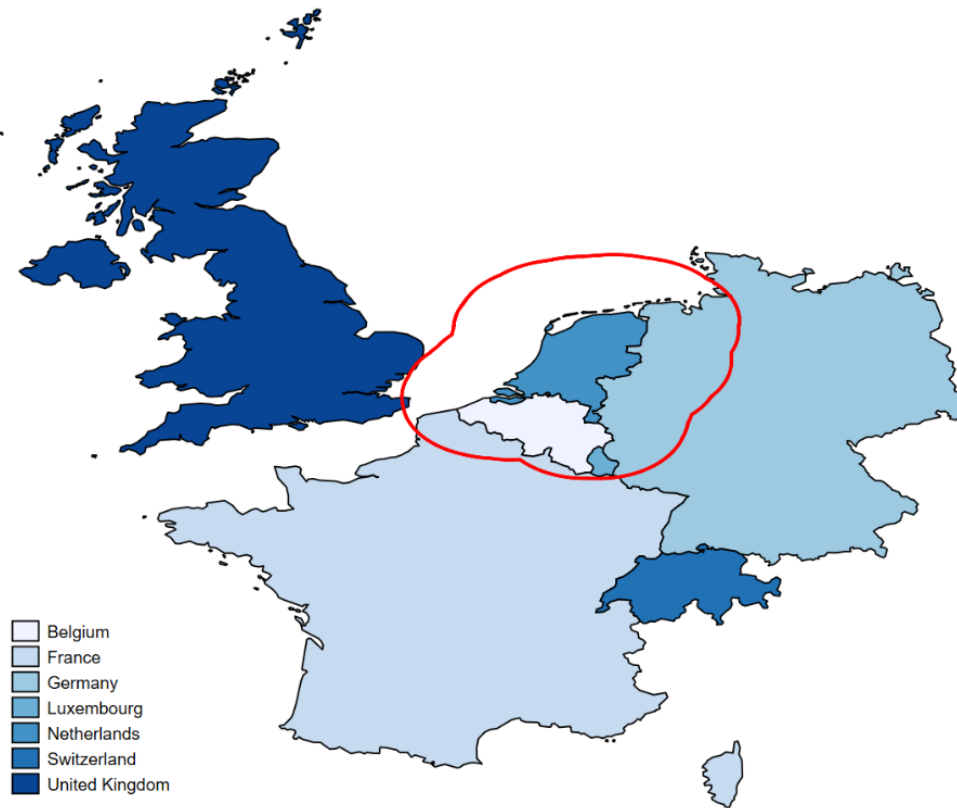 Belgium
France
Germany
Luxembourg
Netherlands
Switzerland
United Kingdom